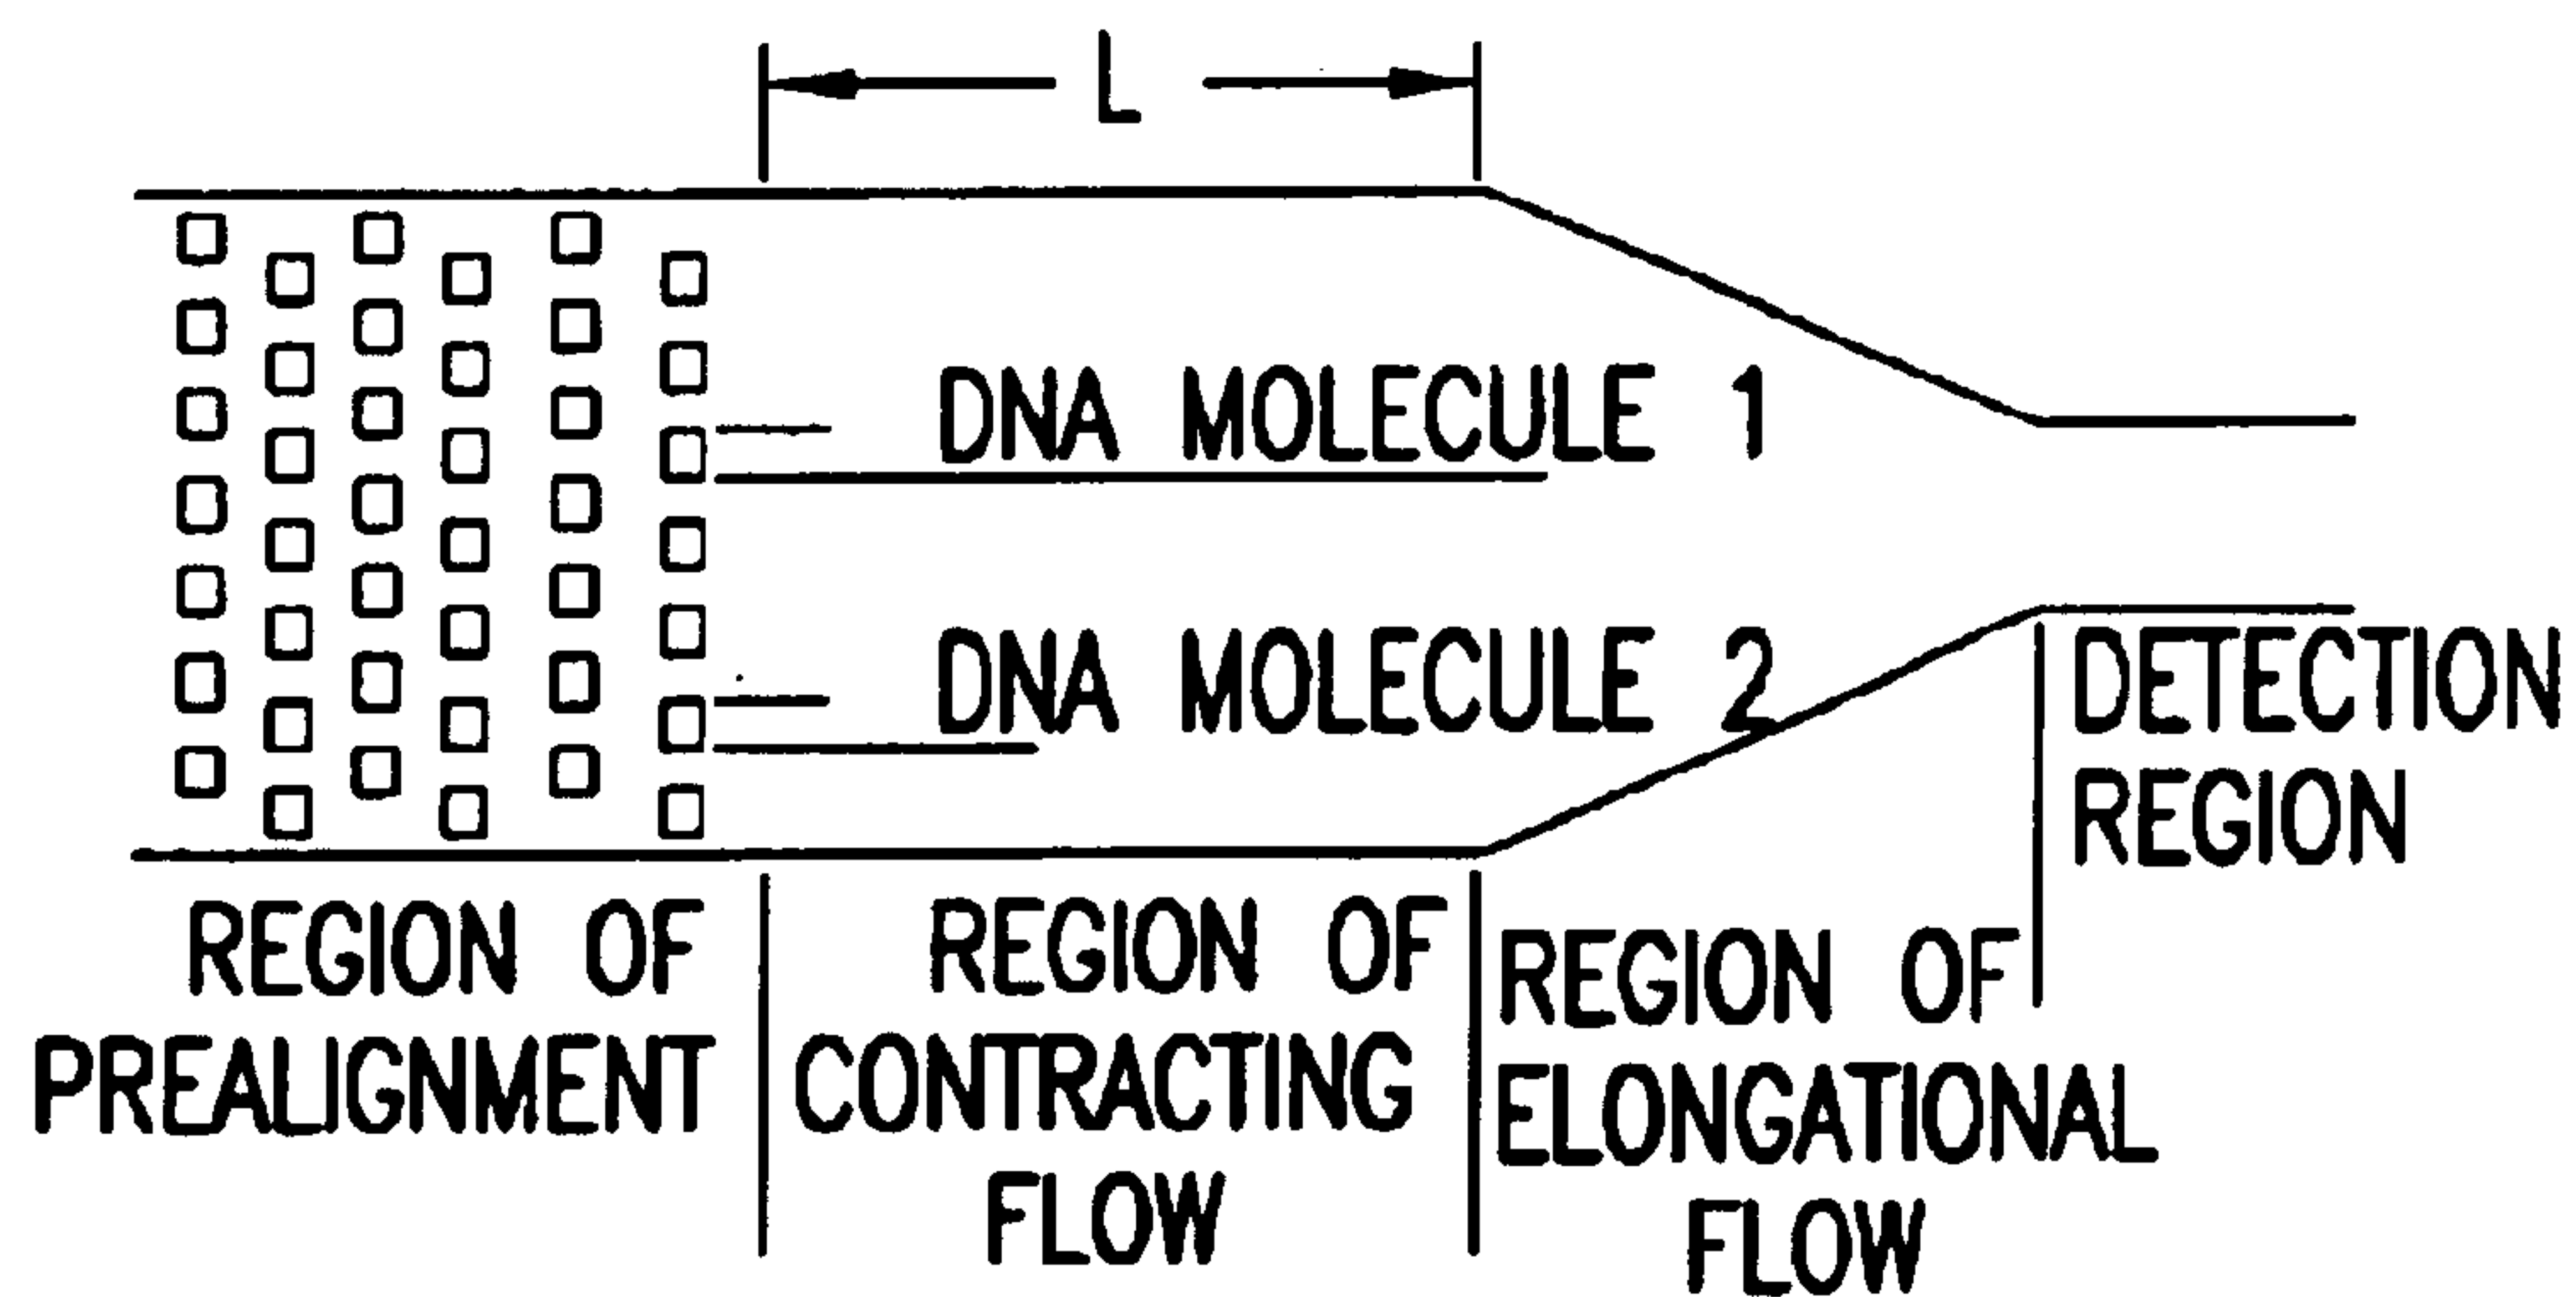 L
DNA MOLECULE 1
DNA MOLECULE 2
DETECTION
REGION
REGION OF
PREALIGNMENT
REGION OF
CONTRACTING
FLOW
REGION OF
ELONGATIONAL
FLOW